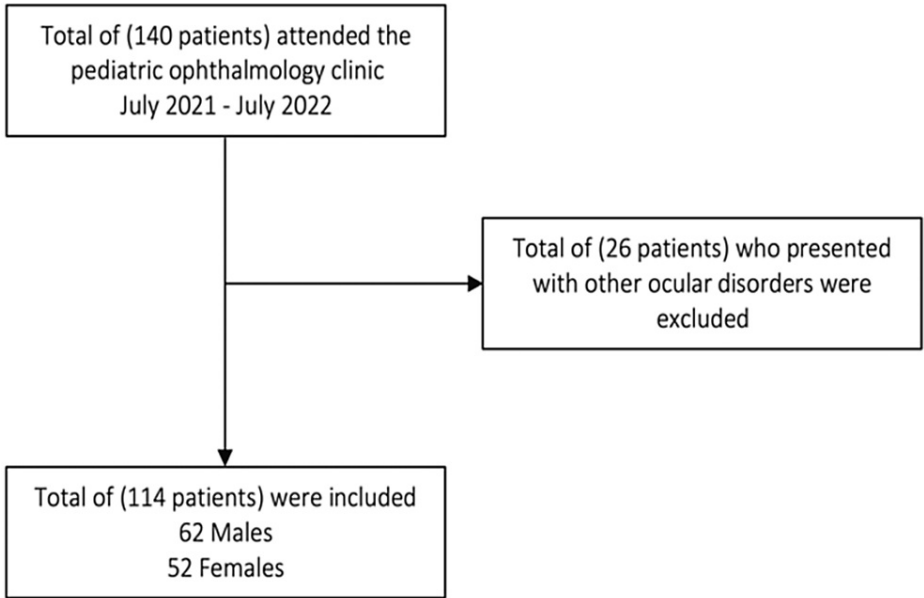 Total of (140 patients) attended the
pediatric ophthalmology clinic
July 2021 - July 2022
Total of (26 patients) who presented
with other ocular disorders were
excluded
Total of (114 patients) were included
62 Males
52 Females